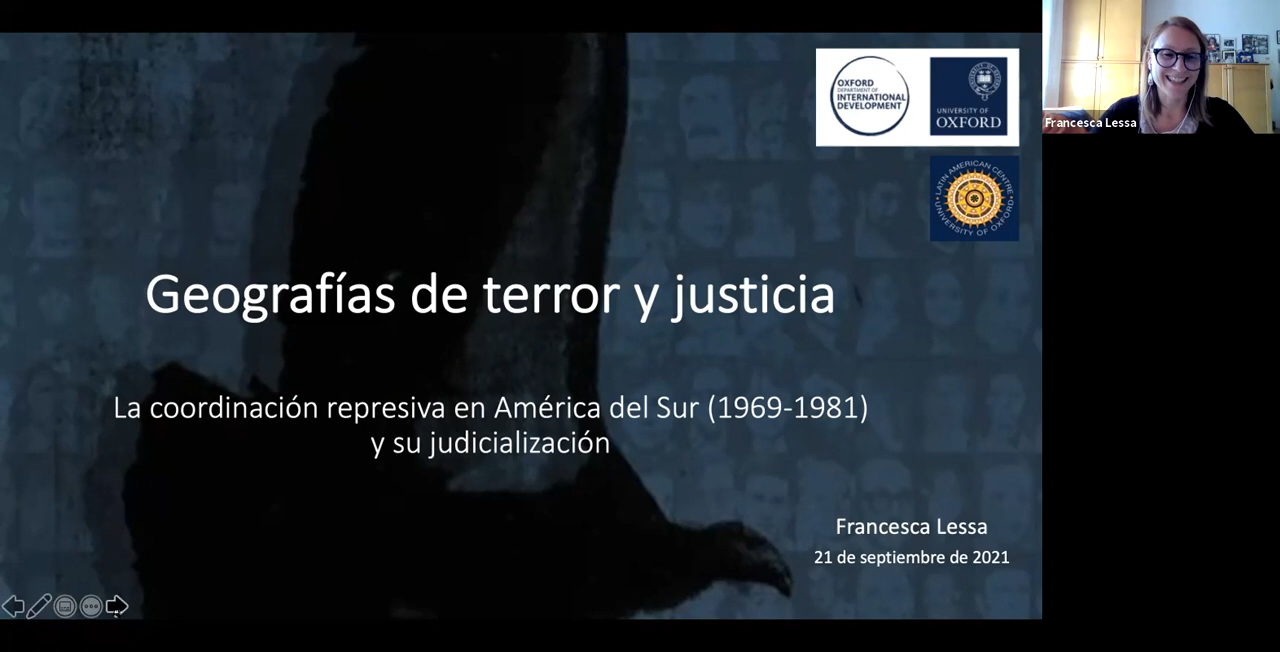 OXFORD
DEPARTMENT OF
INTERNATIONAL
DEVELOPMENT
UNIVERSITY OF
OXFORD
LATIN AMERICAN CENTRE
UNIVERSITY OF OXFORD
Francesca Lessa
Geografías de terror y justicia
La coordinación represiva en América del Sur (1969-1981)
y su judicialización
Francesca Lessa
21 de septiembre de 2021